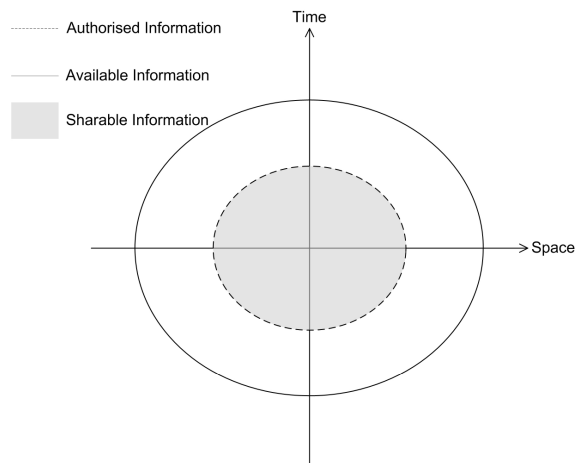 Time
Authorised Information
Available Information
Sharable Information
Space